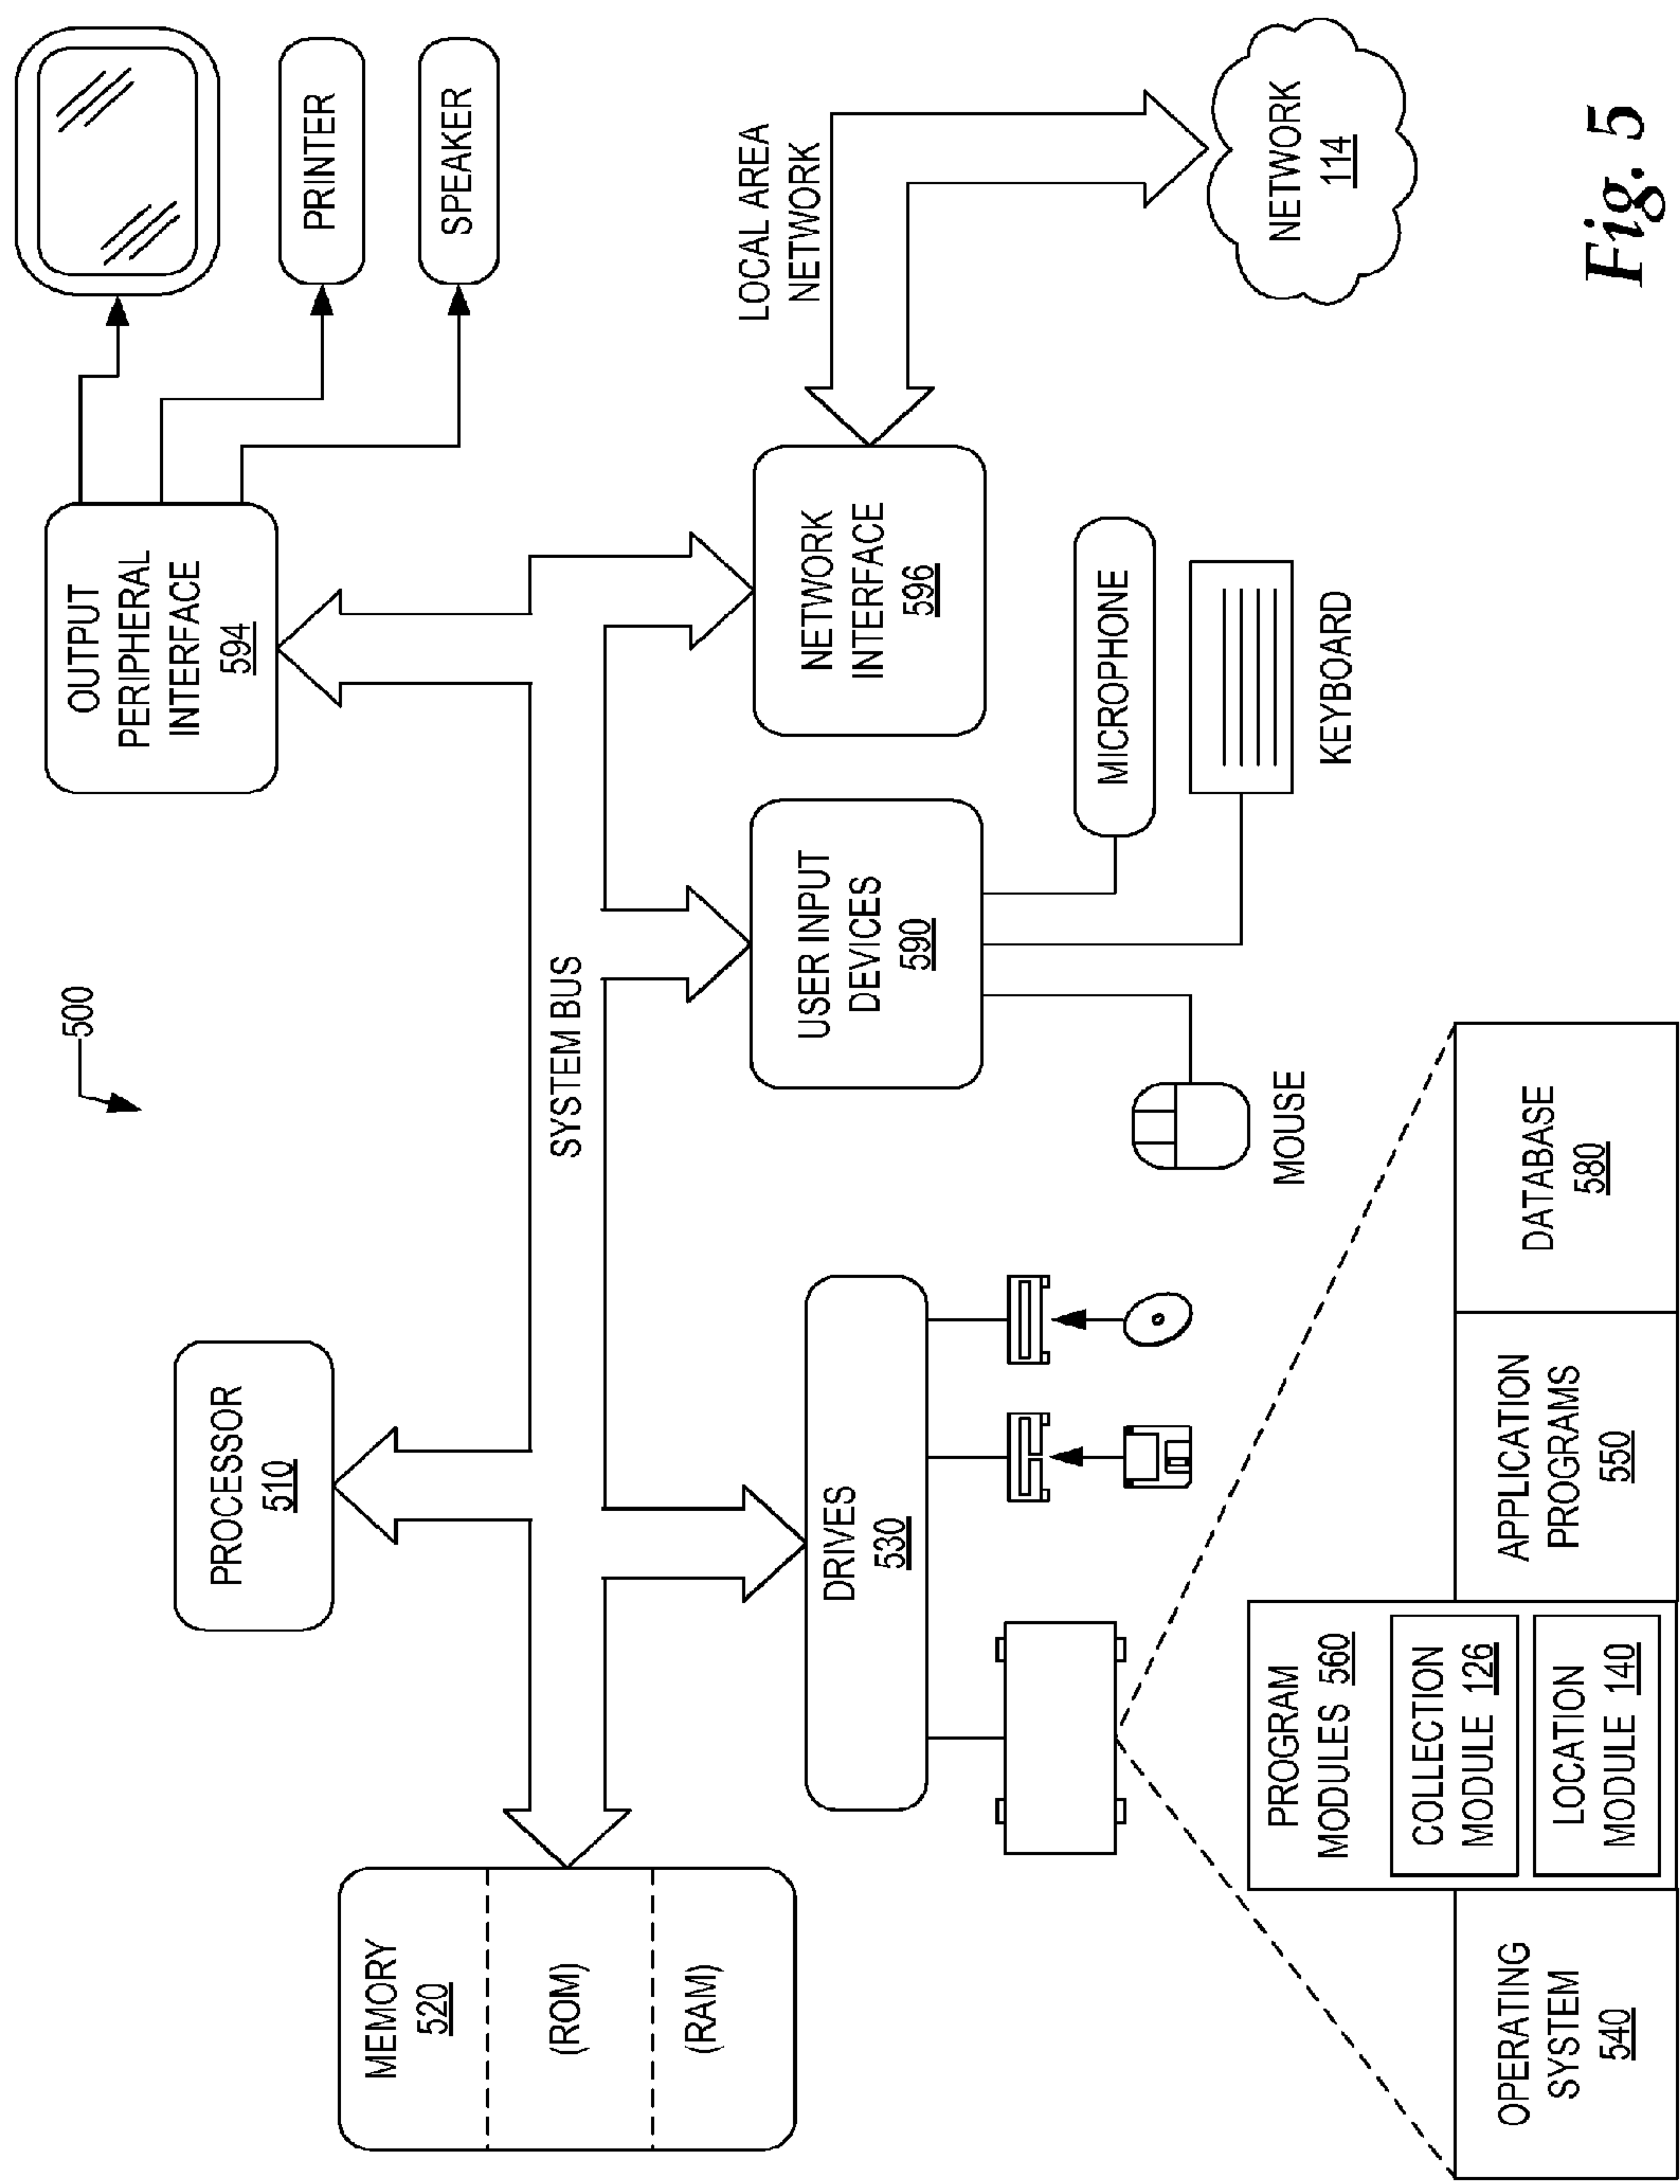 500
PROCESSOR
510
OUTPUT
PERIPHERAL
INTERFACE
594
PRINTER
SPEAKER
MEMORY
520
(ROM)
(RAM)
SYSTEM BUS
LOCAL AREA
NETWORK
DRIVES
530
USER INPUT
DEVICES
590
NETWORK
INTERFACE
596
MICROPHONE
MOUSE
KEYBOARD
NETWORK
114
OPERATING
SYSTEM
540
PROGRAM
MODULES 560
COLLECTION
MODULE 126
LOCATION
MODULE 140
APPLICATION
PROGRAMS
550
DATABASE
580
Fig. 5